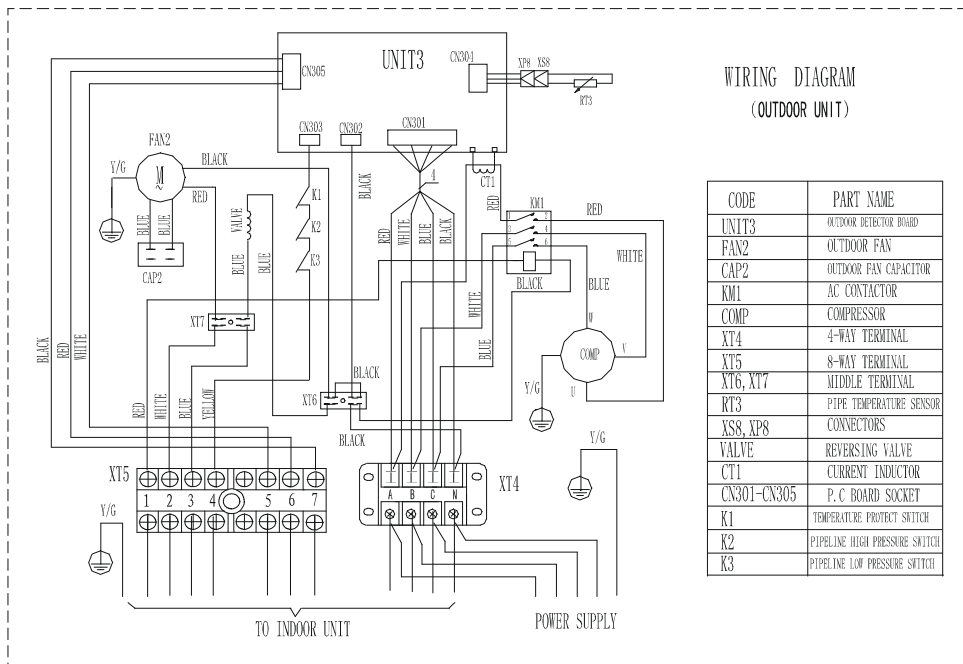 WIRING DIAGRAM
(OUTDOOR UNIT)
UNIT3
CN305
CN304
XP8 XS8
RT3
CN303
CN302
CN301
CT1
FAN2
M
~
Y/G
BLACK
RED
BLUE
BLUE
CAP2
VALVE
BLUE
BLUE
K1
K2
K3
BLACK
4
RED
WHITE
BLUE
BLACK
RED
KM1
1
2
3
4
5
6
RED
WHITE
BLACK
BLUE
WHITE
BLUE
W
V
U
COMP
Y/G
XT7
XT6
BLACK
BLACK
BLACK
RED
WHITE
RED
WHITE
BLUE
YELLOW
XT5
1 2 3 4 5 6 7
Y/G
XT4
A B C N
Y/G
TO INDOOR UNIT
POWER SUPPLY
CODE PART NAME
UNIT3 OUTDOOR DETECTOR BOARD
FAN2 OUTDOOR FAN
CAP2 OUTDOOR FAN CAPACITOR
KM1 AC CONTACTOR
COMP COMPRESSOR
XT4 4-WAY TERMINAL
XT5 8-WAY TERMINAL
XT6, XT7 MIDDLE TERMINAL
RT3 PIPE TEMPERATURE SENSOR
XS8, XP8 CONNECTORS
VALVE REVERSING VALVE
CT1 CURRENT INDUCTOR
CN301-CN305 P.C BOARD SOCKET
K1 TEMPERATURE PROTECT SWITCH
K2 PIPELINE HIGH PRESSURE SWITCH
K3 PIPELINE LOW PRESSURE SWITCH